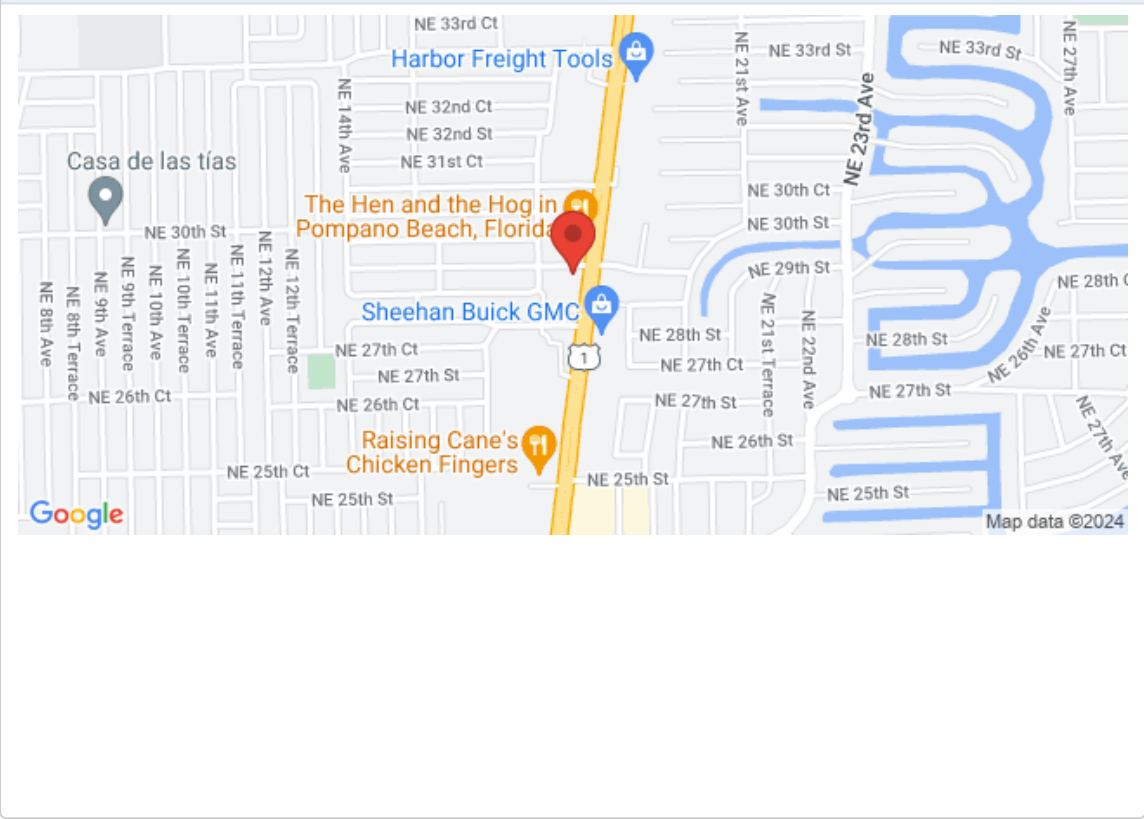 NE 33rd Ct
Harbor Freight Tools
NE 21st Ave
NE 33rd St
NE 33rd St
NE 27th Ave
NE 14th Ave
NE 32nd Ct
NE 32nd St
NE 31st Ct
NE 23rd Ave
Casa de las tías
NE 30th Ct
The Hen and the Hog in
Pompano Beach, Florida
NE 30th St
NE 30th St
NE 29th St
NE 28th
NE 8th Ave
NE 8th Terrace
NE 9th Ave
NE 9th Terrace
NE 10th Ave
NE 10th Terrace
NE 11th Ave
NE 11th Terrace
NE 12th Ave
NE 12th Terrace
Sheehan Buick GMC
1
NE 28th St
NE 21st Terrace
NE 22nd Ave
NE 28th St
NE 26th Ave
NE 27th Ct
NE 27th Ct
NE 27th Ct
NE 27th St
NE 27th St
NE 27th St
NE 26th Ct
NE 26th Ct
NE 27th Ave
Raising Cane's
Chicken Fingers
NE 26th St
NE 25th Ct
NE 25th St
NE 25th St
NE 25th St
Google
Map data ©2024